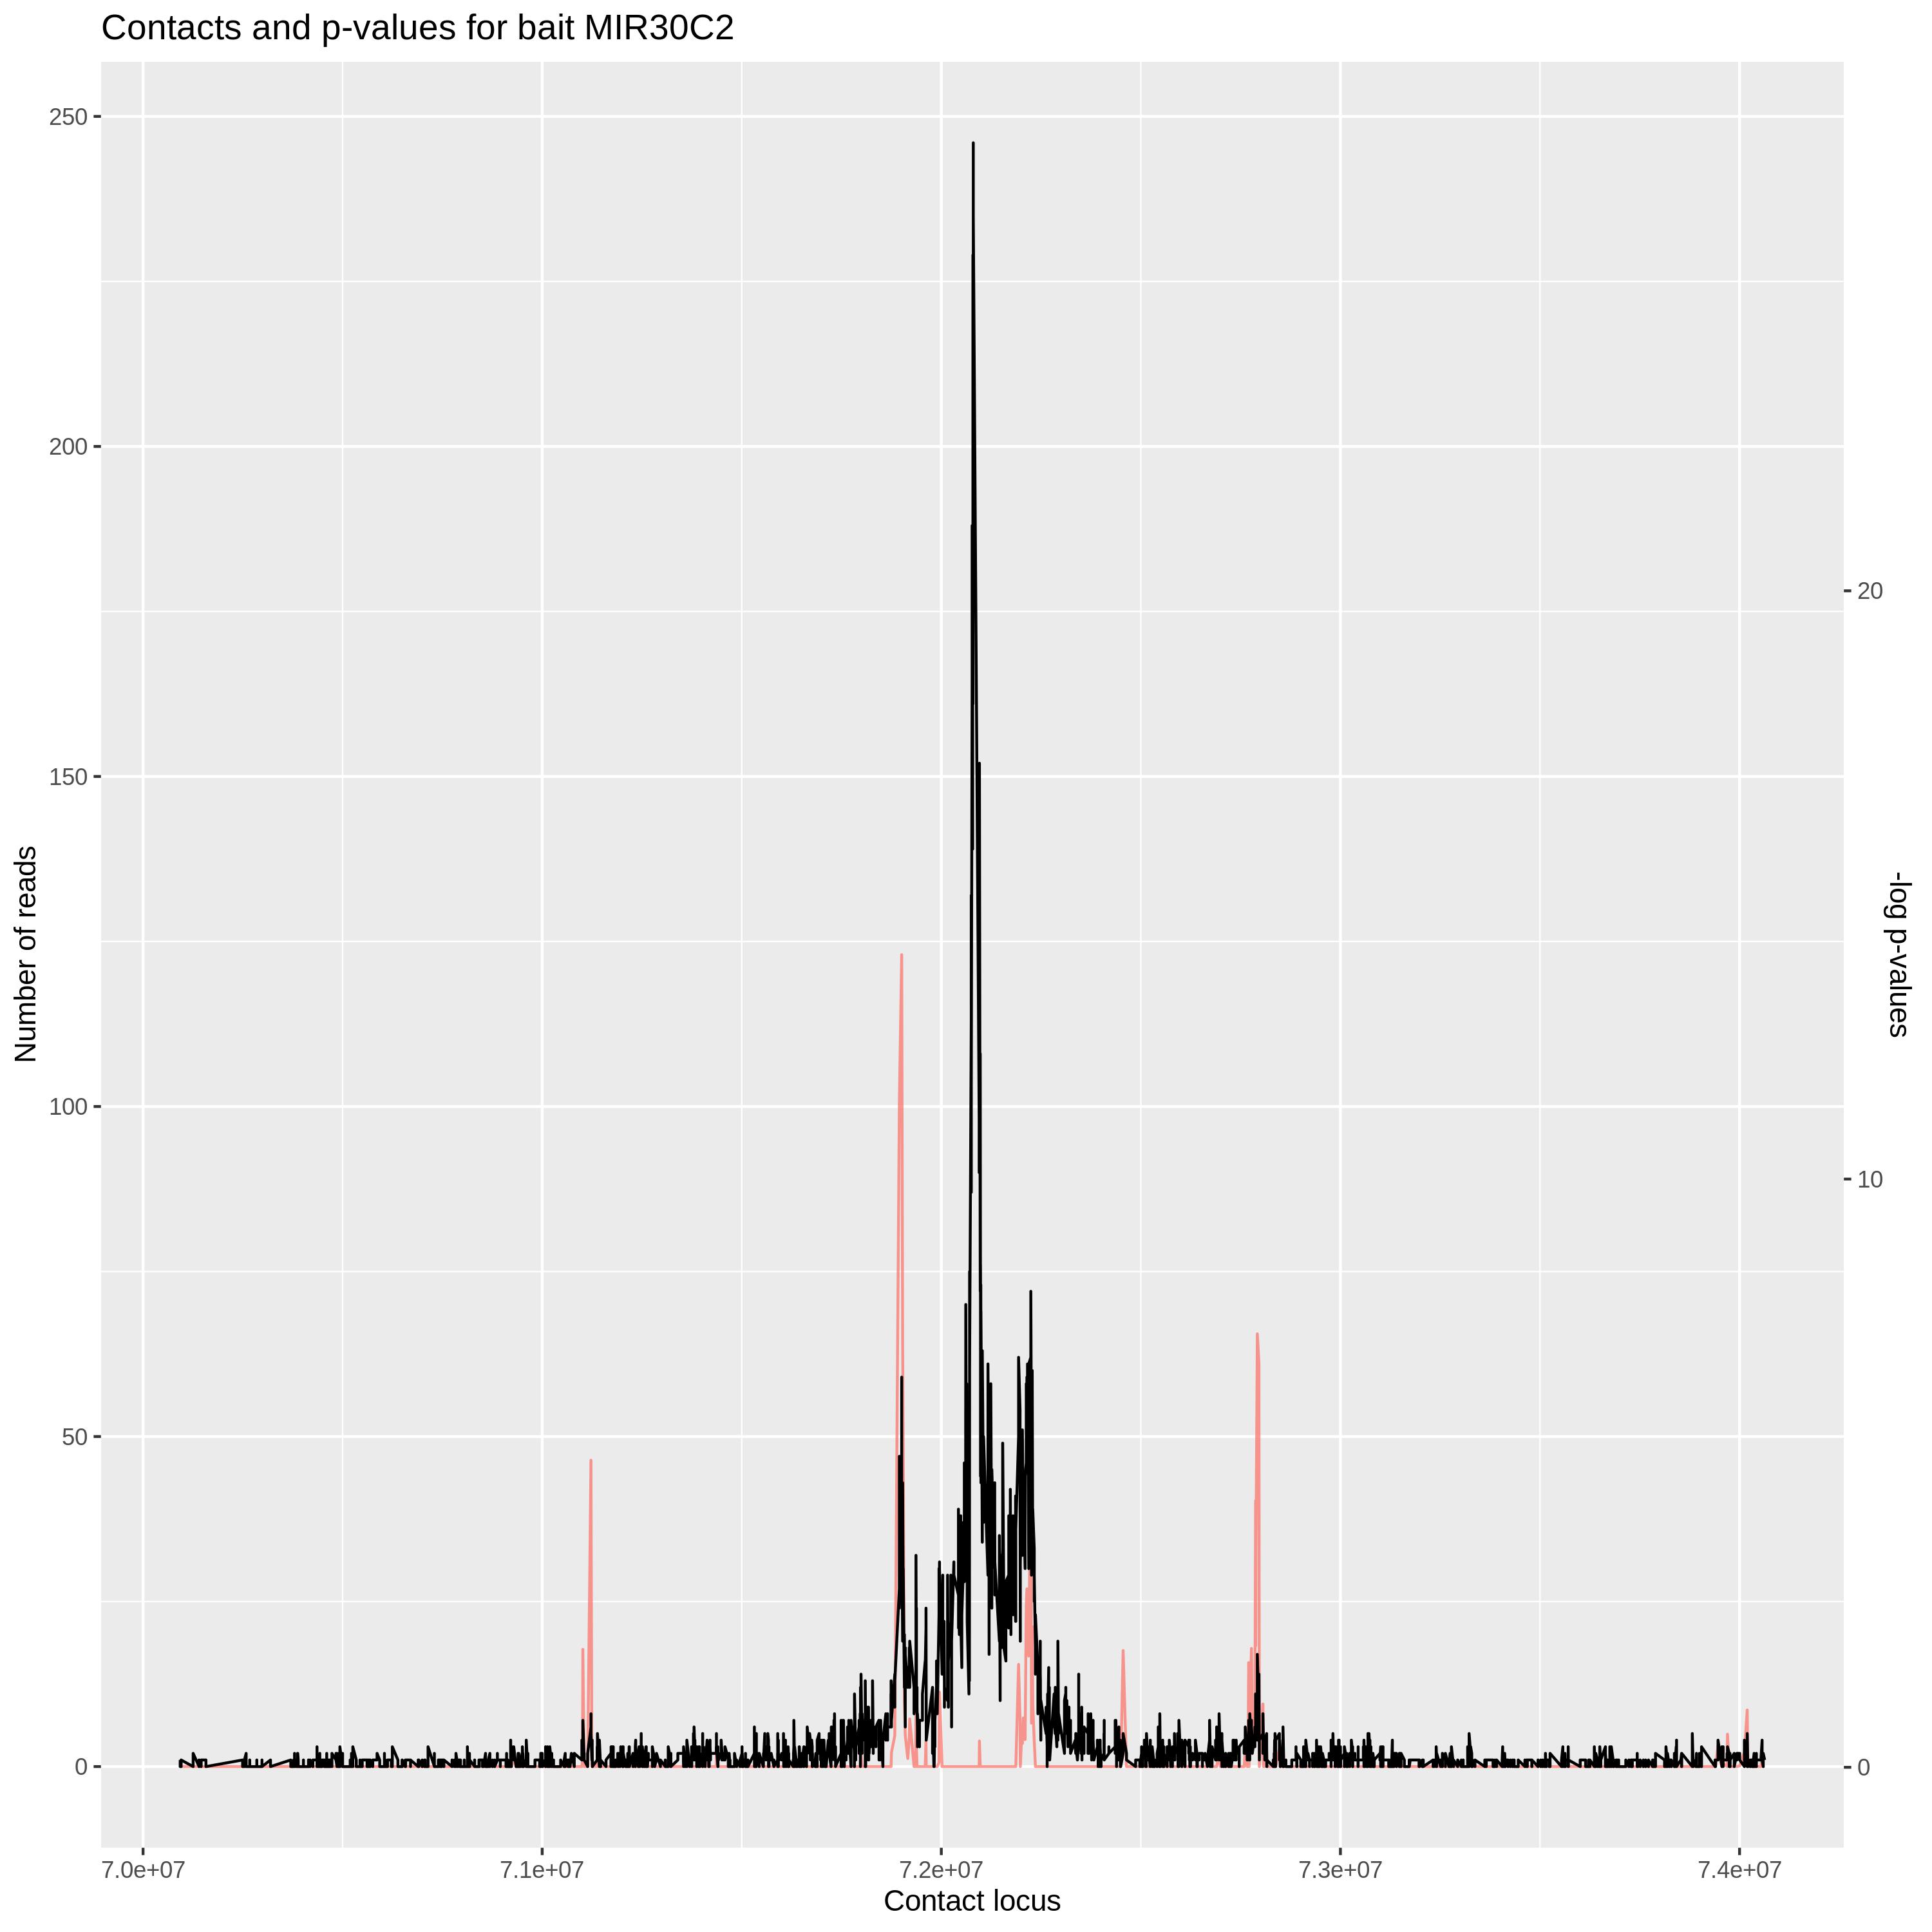 Contacts and p-values for bait MIR30C2
250
200
150
100
50
0
Number of reads
20
10
0
-log p-values
7.0e+07 7.1e+07 7.2e+07 7.3e+07 7.4e+07
Contact locus